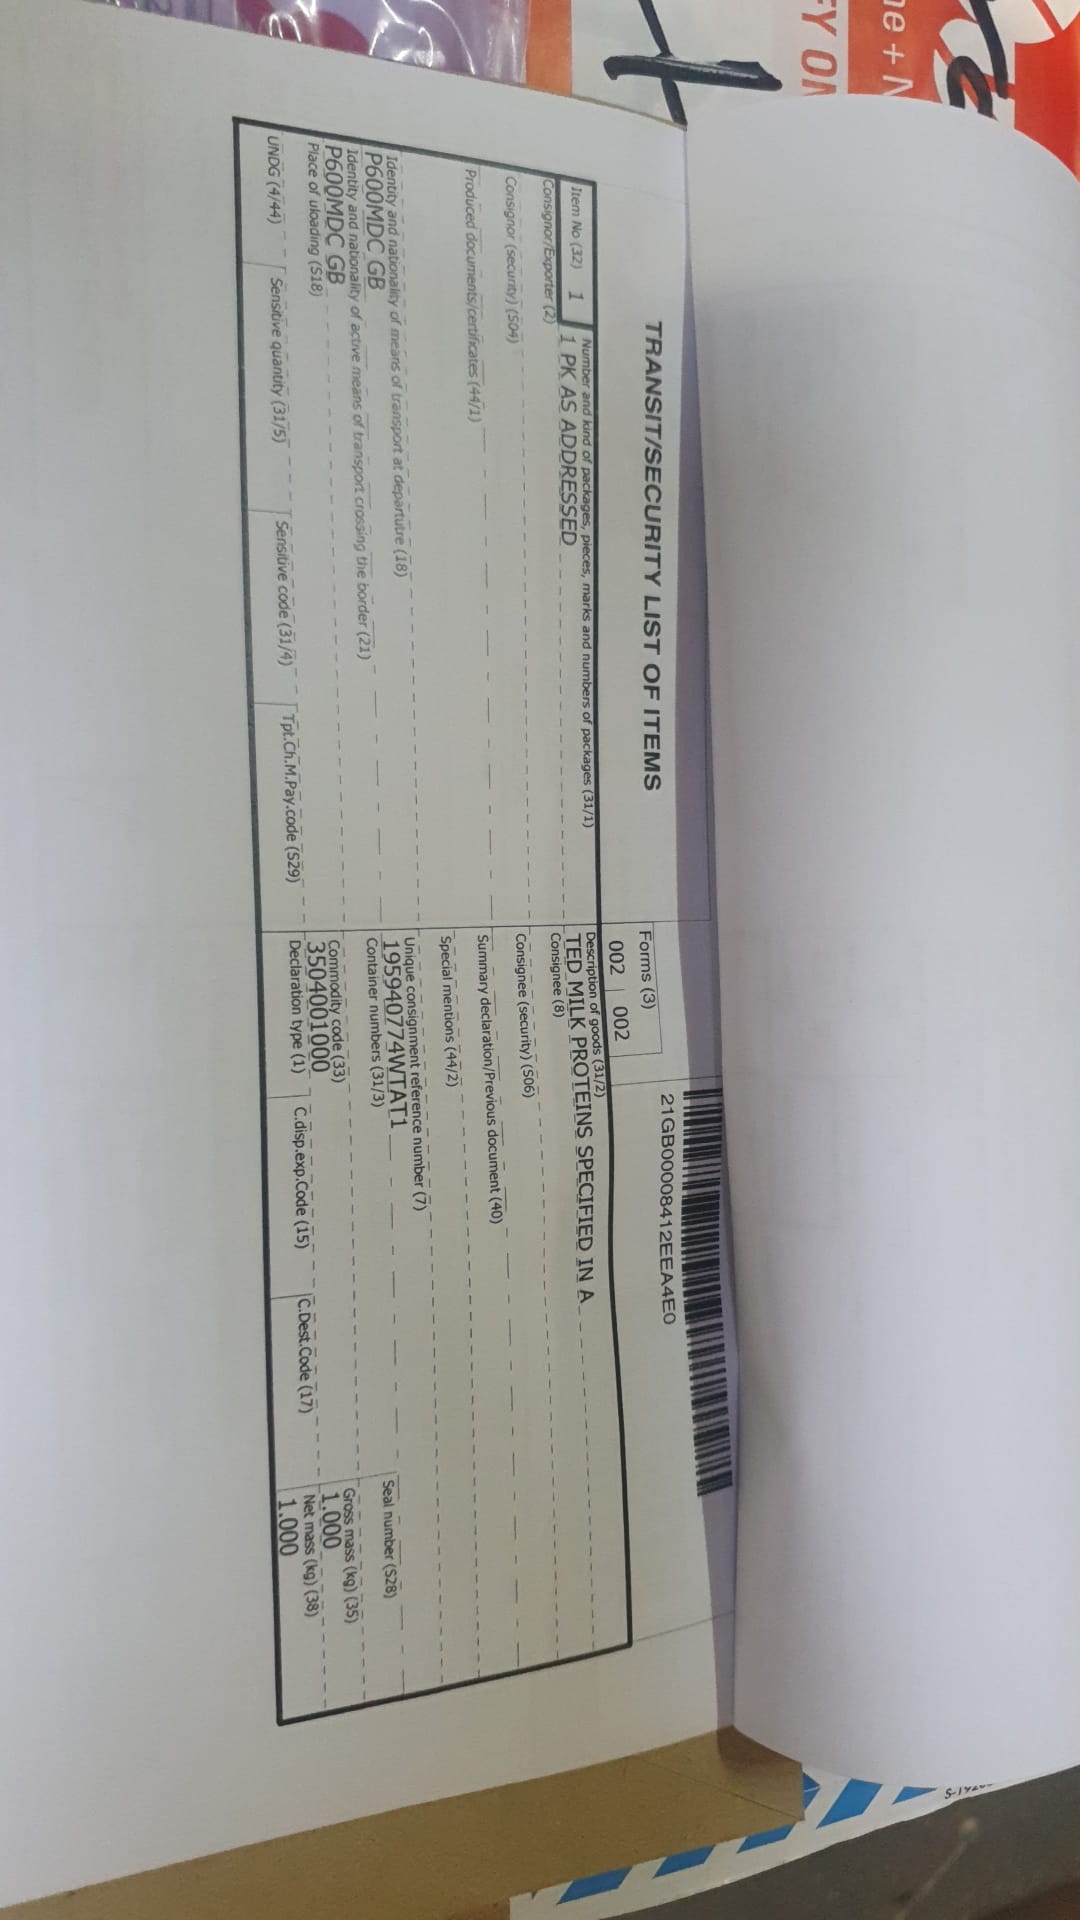 TRANSIT/SECURITY LIST OF ITEMS
Forms (3)
002 002
21GB00008412EEA4E0
Item No (32) 1
Number and kind of packages, pieces, marks and numbers of packages (31/1)
1 PK AS ADDRESSED
Description of goods (31/2)
TED MILK PROTEINS SPECIFIED IN A
Consignor/Exporter (2)
Consignee (8)
Consignor (security) (S04)
Consignee (security) (S06)
Produced documents/certificates (44/1)
Summary declaration/Previous document (40)
Special mentions (44/2)
Identity and nationality of means of transport at departutre (18)
P600MDC GB
Unique consignment reference number (7)
195940774WTAT1
Identity and nationality of active means of transport crossing the border (21)
P600MDC GB
Container numbers (31/3)
Seal number (S28)
Place of uloading (S18)
Commodity code (33)
3504001000
Gross mass (kg) (35)
1.000
UNDG (4/44)
Sensitive quantity (31/5)
Sensitive code (31/4)
Tpt.Ch.M.Pay.code (S29)
Declaration type (1)
C.disp.exp.Code (15)
C.Dest.Code (17)
Net mass (kg) (38)
1.000